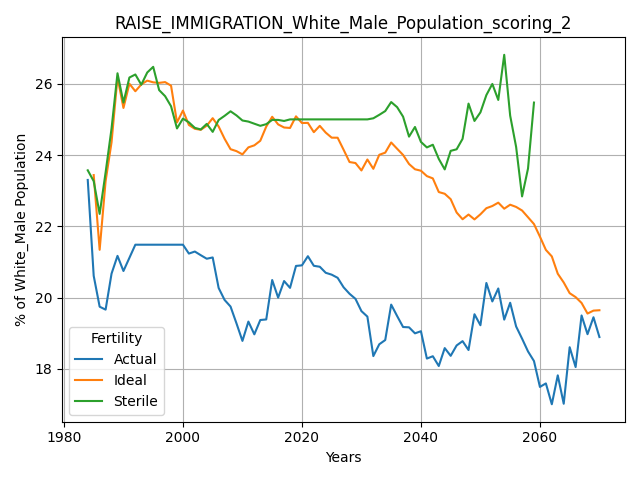 RAISE_IMMIGRATION_White_Male_Population_scoring_2
% of White_Male Population
26
24
22
20
18
Fertility
Actual
Ideal
Sterile
1980
2000
2020
2040
2060
Years